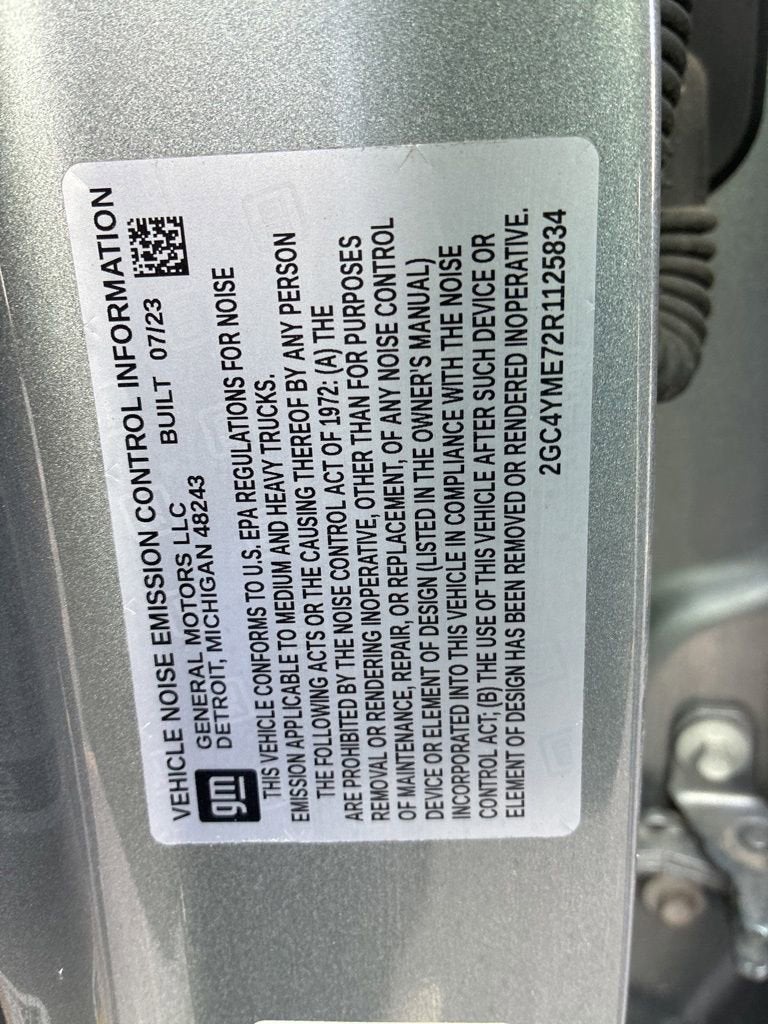 VEHICLE NOISE EMISSION CONTROL INFORMATION
gm
GENERAL MOTORS LLC BUILT 07/23
DETROIT, MICHIGAN 48243
THIS VEHICLE CONFORMS TO U.S. EPA REGULATIONS FOR NOISE
EMISSION APPLICABLE TO MEDIUM AND HEAVY TRUCKS.
THE FOLLOWING ACTS OR THE CAUSING THEREOF BY ANY PERSON
ARE PROHIBITED BY THE NOISE CONTROL ACT OF 1972: (A) THE
REMOVAL OR RENDERING INOPERATIVE, OTHER THAN FOR PURPOSES
OF MAINTENANCE, REPAIR, OR REPLACEMENT, OF ANY NOISE CONTROL
DEVICE OR ELEMENT OF DESIGN (LISTED IN THE OWNER'S MANUAL)
INCORPORATED INTO THIS VEHICLE IN COMPLIANCE WITH THE NOISE
CONTROL ACT; (B) THE USE OF THIS VEHICLE AFTER SUCH DEVICE OR
ELEMENT OF DESIGN HAS BEEN REMOVED OR RENDERED INOPERATIVE.
2GC4YME72R1125834